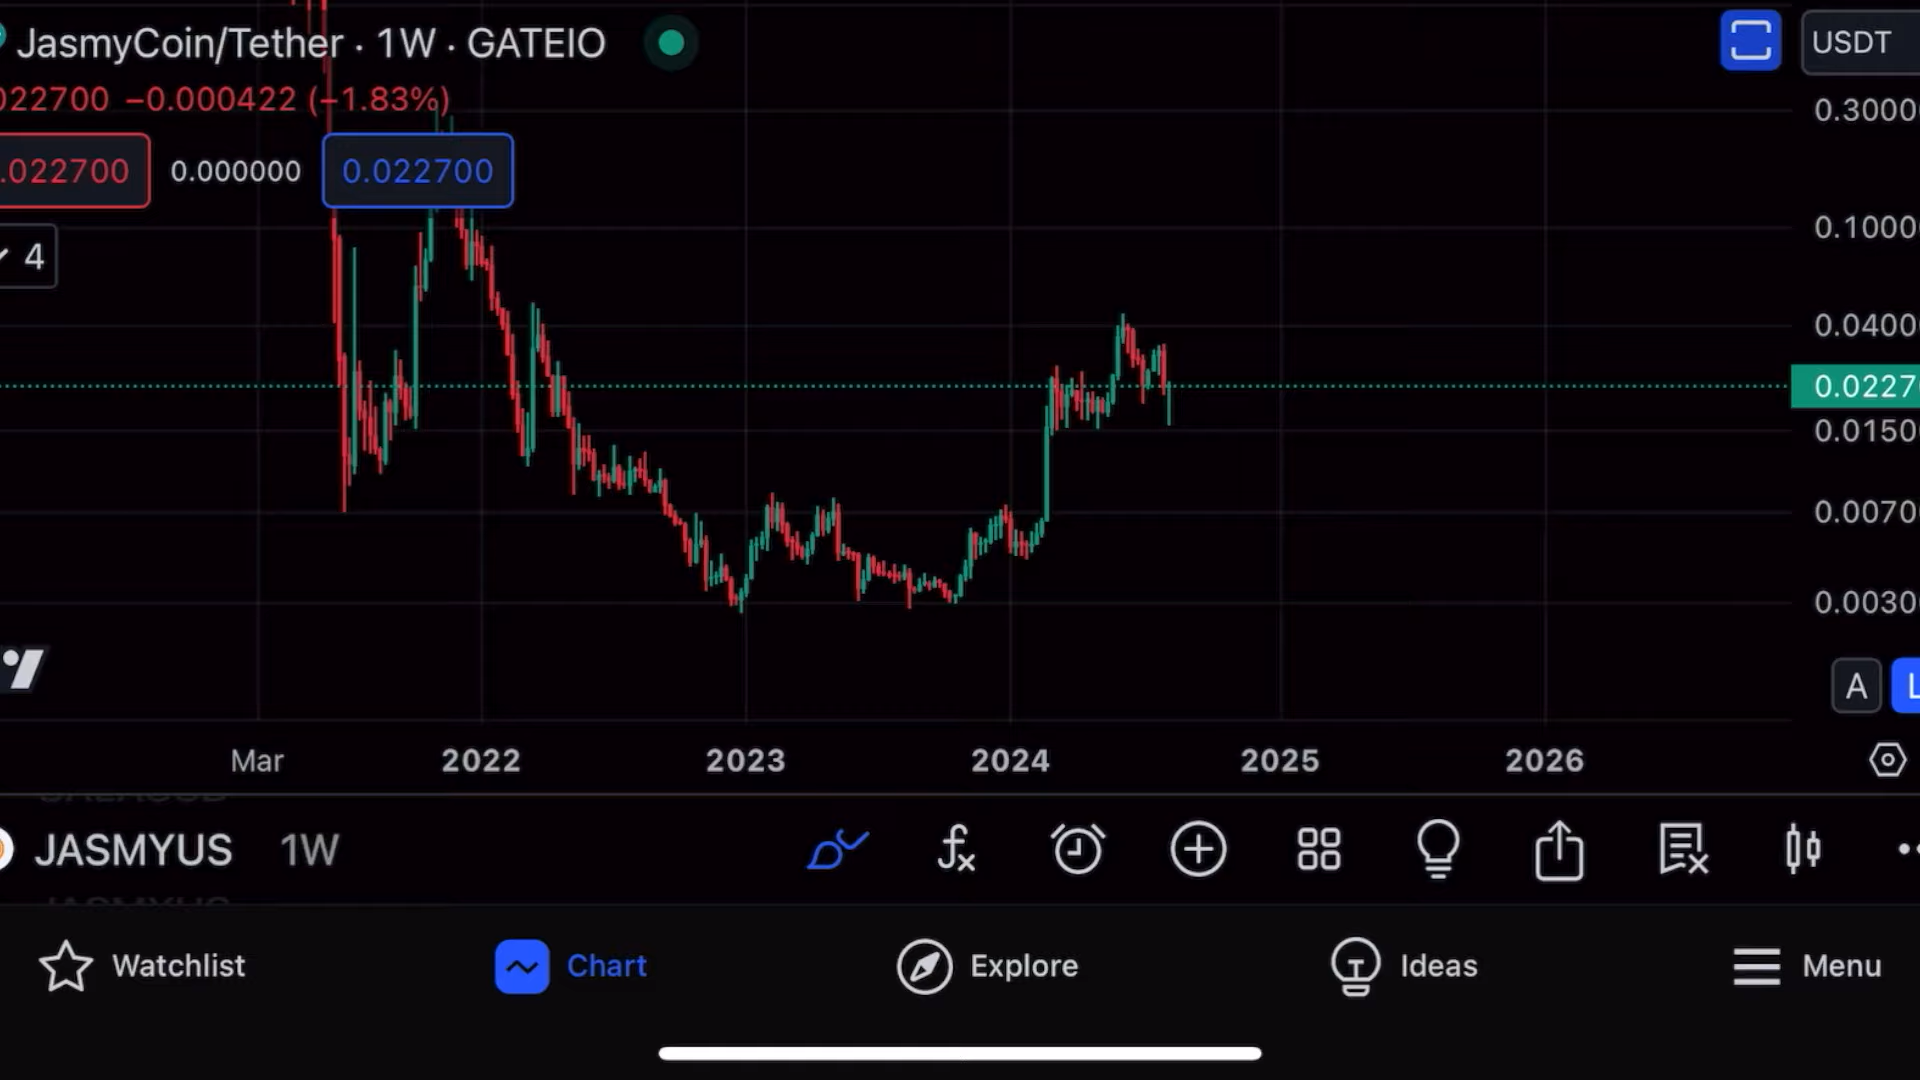 JasmyCoin/Tether · 1W · GATEIO
USDT
022700 −0.000422 (−1.83%)
0.3000
.022700
0.000000
0.022700
0.1000
4
0.0400
0.0227
0.0150
0.0070
0.0030
A
L
Mar
2022
2023
2024
2025
2026
JASMYUS
1W
Watchlist
Chart
Explore
Ideas
Menu